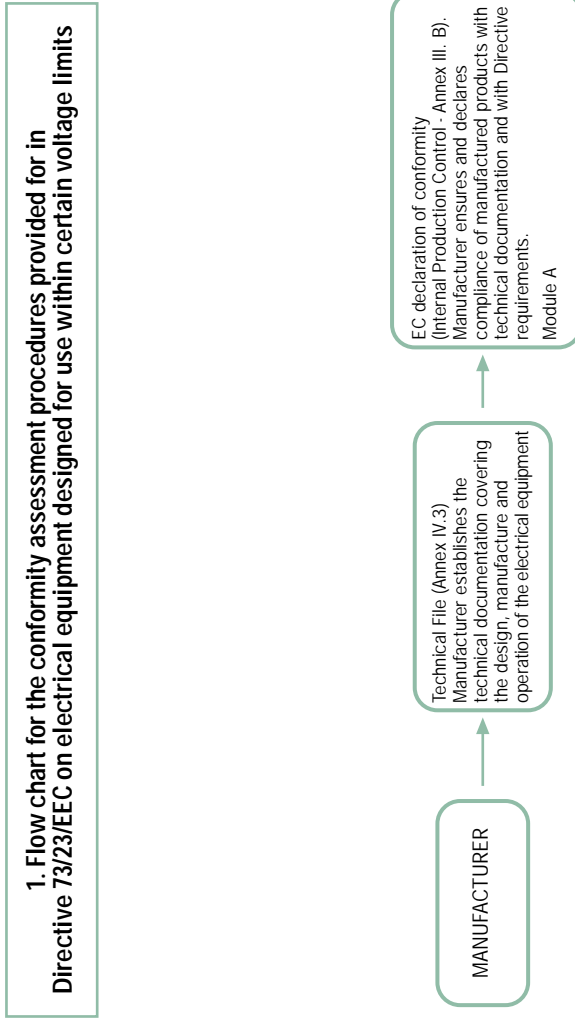 1. Flow chart for the conformity assessment procedures provided for in
Directive 73/23/EEC on electrical equipment designed for use within certain voltage limits
MANUFACTURER
Technical File (Annex IV.3)
Manufacturer establishes the
technical documentation covering
the design, manufacture and
operation of the electrical equipment
EC declaration of conformity
(Internal Production Control - Annex III. B).
Manufacturer ensures and declares
compliance of manufactured products with
technical documentation and with Directive
requirements.
Module A